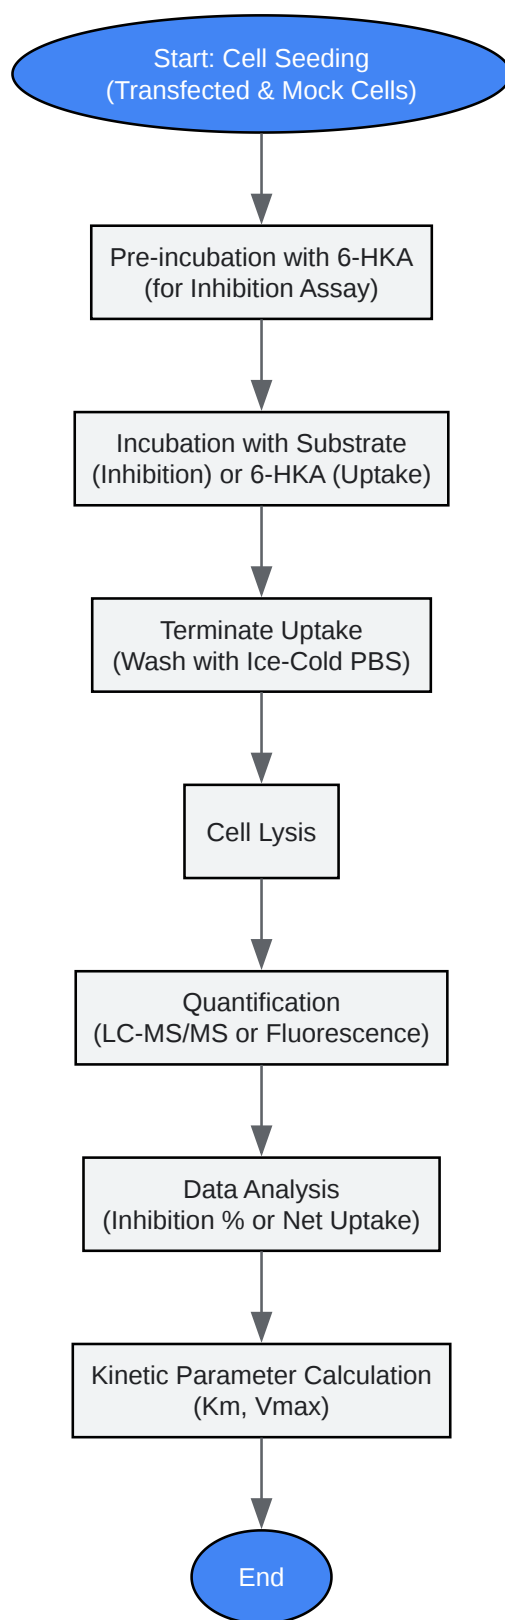 Start: Cell Seeding
(Transfected & Mock Cells)
Pre-incubation with 6-HKA
(for Inhibition Assay)
Incubation with Substrate
(Inhibition) or 6-HKA (Uptake)
Terminate Uptake
(Wash with Ice-Cold PBS)
Cell Lysis
Quantification
(LC-MS/MS or Fluorescence)
Data Analysis
(Inhibition % or Net Uptake)
Kinetic Parameter Calculation
(Km, Vmax)
End